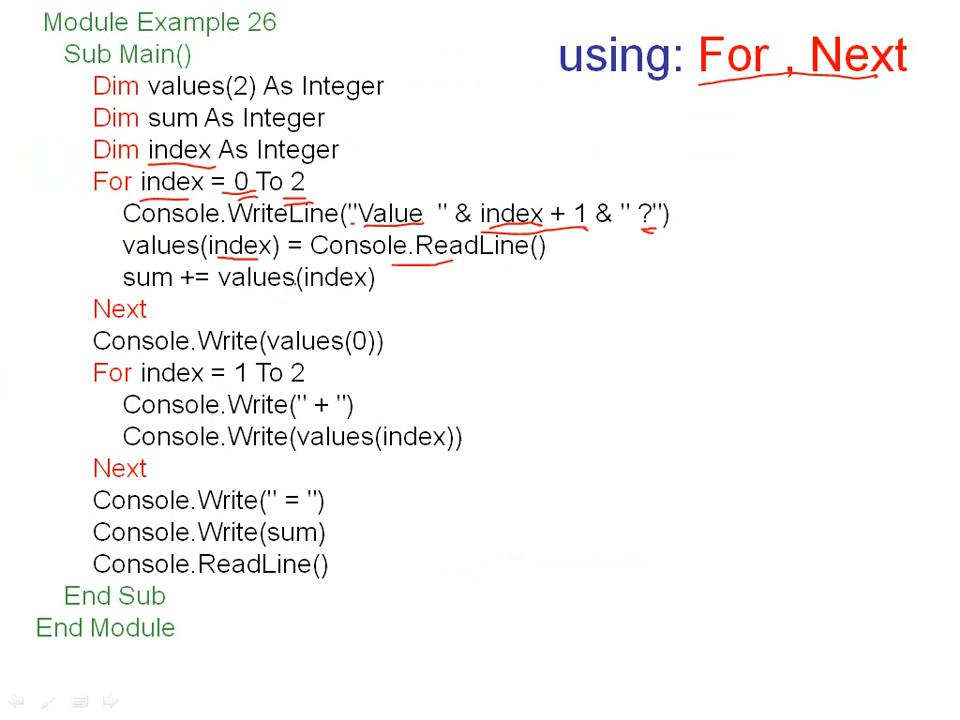 Module Example 26
using: For , Next
Sub Main()
Dim values(2) As Integer
Dim sum As Integer
Dim index As Integer
For index = 0 To 2
Console.WriteLine("Value " & index + 1 & " ?")
values(index) = Console.ReadLine()
sum += values(index)
Next
Console.Write(values(0))
For index = 1 To 2
Console.Write(" + ")
Console.Write(values(index))
Next
Console.Write(" = ")
Console.Write(sum)
Console.ReadLine()
End Sub
End Module